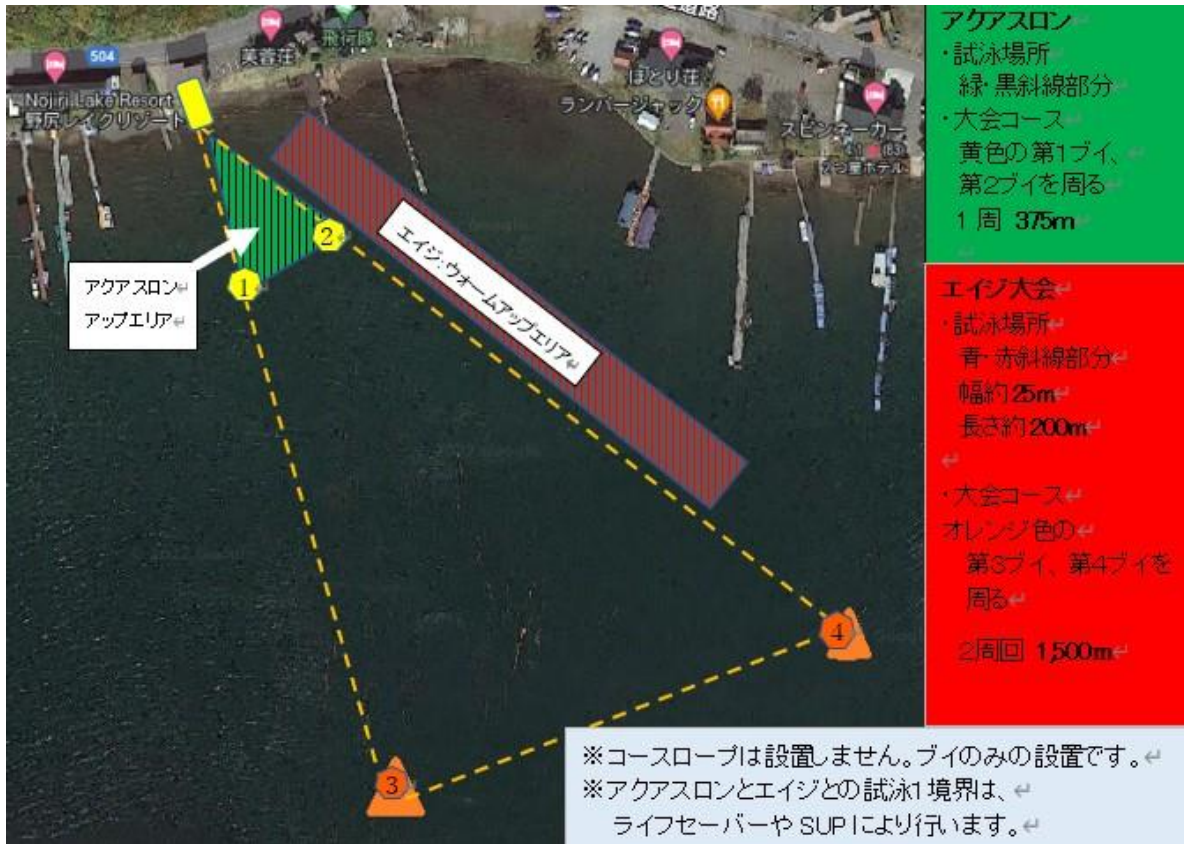 504
芙蓉荘
飛行隊
道路
Nojiri Lake Resort
野尻レイクリゾート
ほとり荘
ランバージャック
スピンネーカー
アクアスロン
アップエリア
エイジ:ウォームアップエリア
1
2
3
4
アクアスロン
・試泳場所
緑・黒斜線部分
・大会コース
黄色の第1ブイ、
第2ブイを周る
1周 375m
エイジ大会
・試泳場所
青・赤斜線部分
幅約25m
長さ約200m
・大会コース
オレンジ色の
第3ブイ、第4ブイを
周る
2周回 1,500m
※コースロープは設置しません。ブイのみの設置です。
※アクアスロンとエイジとの試泳1境界は、
ライフセーバーやSUPにより行います。